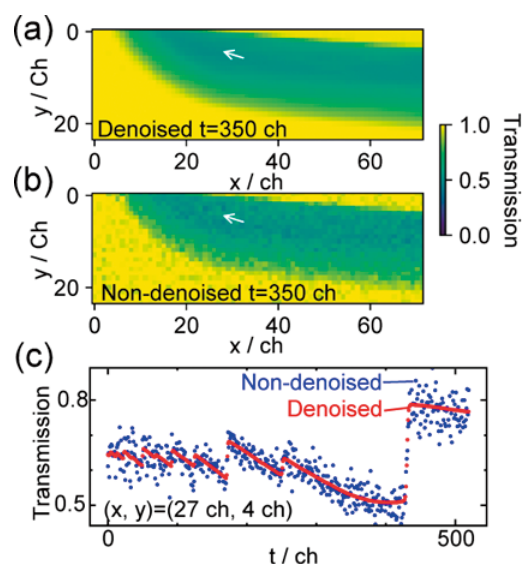 (a)
0
y / Ch
20
Denoised t=350 ch
0 20 40 60
x / ch
(b)
0
y / Ch
20
Non-denoised t=350 ch
0 20 40 60
x / ch
1.0
0.5
0.0
Transmission
(c)
Transmission
0.8
0.5
Non-denoised
Denoised
(x, y)=(27 ch, 4 ch)
0 500
t / ch